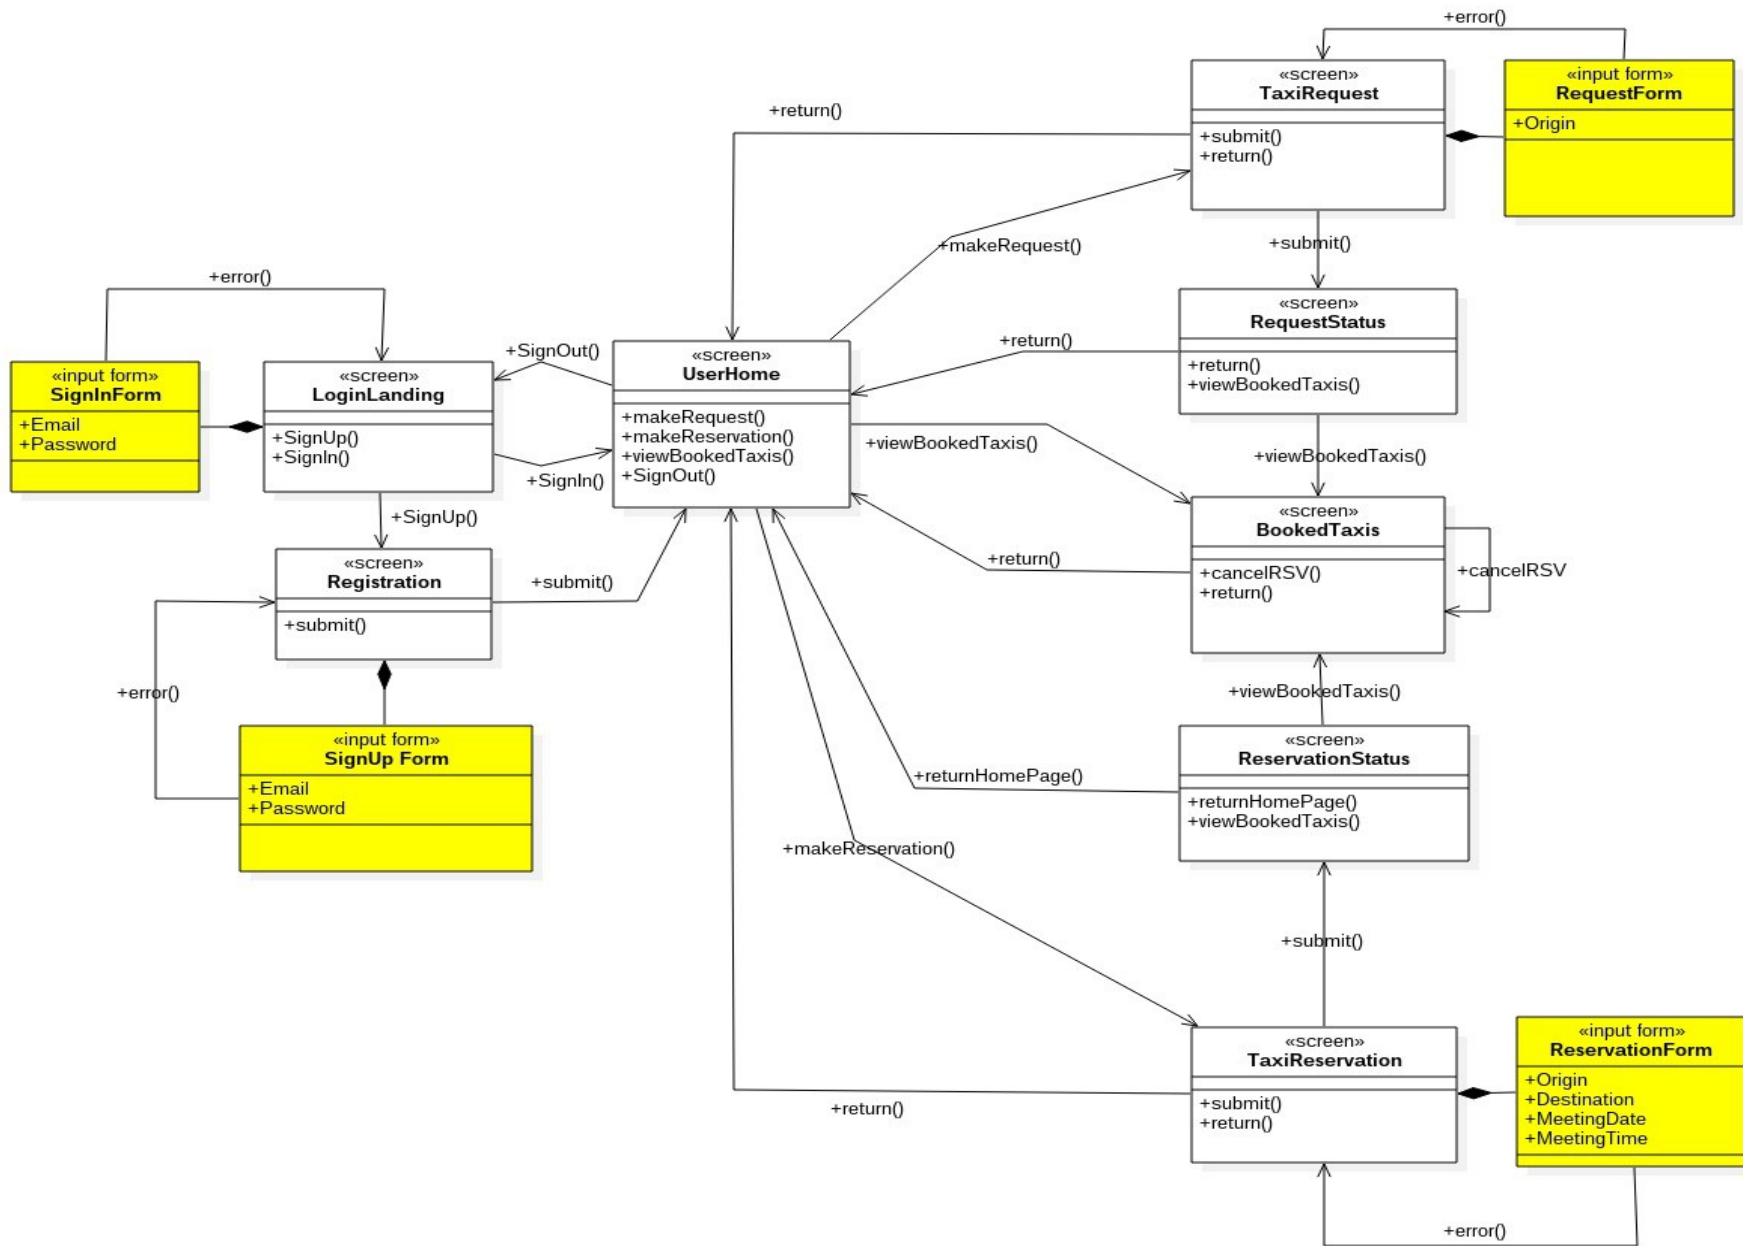 +error()
«screen»
TaxiRequest
+submit()
+return()
«input form»
RequestForm
+Origin
+return()
+makeRequest()
+submit()
+error()
«screen»
RequestStatus
+return()
+viewBookedTaxis()
+return()
+SignOut()
«screen»
UserHome
+makeRequest()
+makeReservation()
+viewBookedTaxis()
+SignOut()
«input form»
SignInForm
+Email
+Password
«screen»
LoginLanding
+SignUp()
+SignIn()
+SignIn()
+viewBookedTaxis()
+viewBookedTaxis()
+SignUp()
«screen»
BookedTaxis
+cancelRSV()
+return()
+cancelRSV
+return()
«screen»
Registration
+submit()
+submit()
+error()
+viewBookedTaxis()
«input form»
SignUp Form
+Email
+Password
«screen»
ReservationStatus
+returnHomePage()
+viewBookedTaxis()
+returnHomePage()
+makeReservation()
+submit()
«screen»
TaxiReservation
+submit()
+return()
«input form»
ReservationForm
+Origin
+Destination
+MeetingDate
+MeetingTime
+return()
+error()